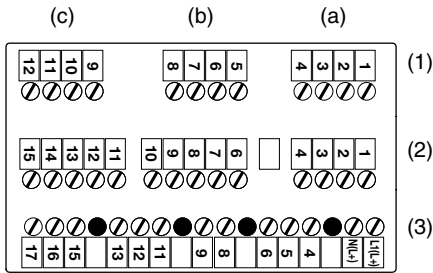 (c) (b) (a)
12 11 10 9 8 7 6 5 4 3 2 1 (1)
15 14 13 12 11 10 9 8 7 6 4 3 2 1 (2)
(3)
17 16 15 13 12 11 9 8 6 5 4 N(L+) L1(L+)